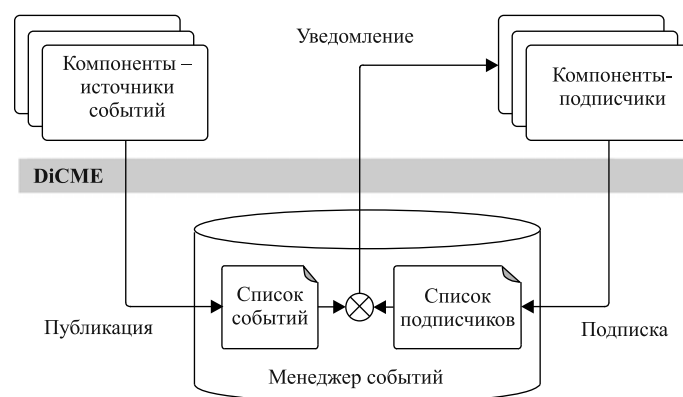 Уведомление
Компоненты –
источники
событий
Компоненты-
подписчики
DiCME
Список
событий
Список
подписчиков
Публикация
Подписка
Менеджер событий